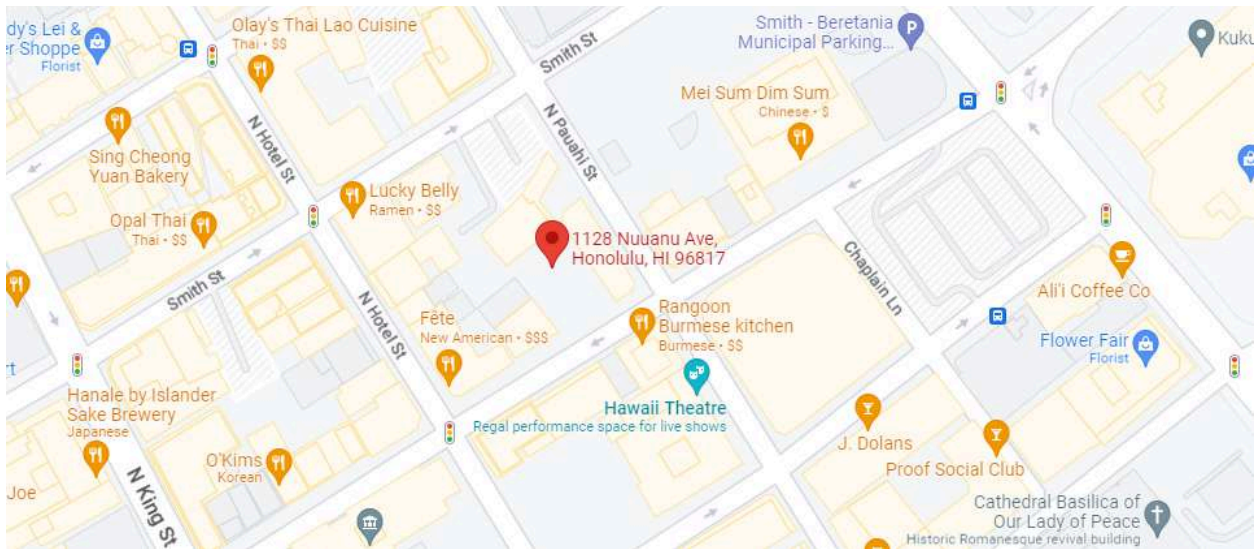 dy's Lei &
er Shoppe
Florist
Olay's Thai Lao Cuisine
Thai • $$
Smith St
Smith - Beretania
Municipal Parking...
P
Kuku
Mei Sum Dim Sum
Chinese • $
N Hotel St
N Pauahi St
Sing Cheong
Yuan Bakery
Lucky Belly
Ramen • $$
Opal Thai
Thai • $$
1128 Nuuanu Ave,
Honolulu, HI 96817
Chaplain Ln
Ali'i Coffee Co
Smith St
N Hotel St
Fête
New American • $$$
Rangoon
Burmese kitchen
Burmese • $$
Flower Fair
Florist
rt
Hanale by Islander
Sake Brewery
Japanese
Hawaii Theatre
Regal performance space for live shows
J. Dolans
Proof Social Club
O'Kims
Korean
Joe
N King St
Cathedral Basilica of
Our Lady of Peace
Historic Romanesque revival building